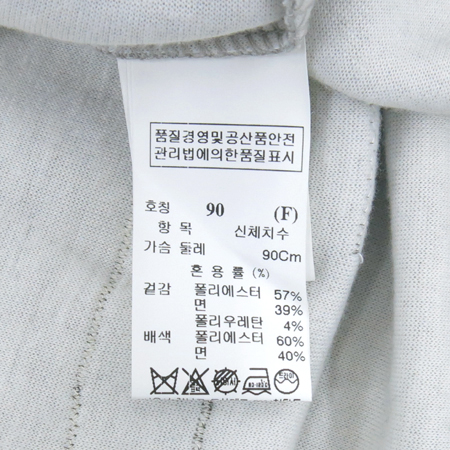 품질경영및공산품안전
관리법에의한품질표시
호칭 90 (F)
항 목 신체치수
가슴 둘레 90Cm
혼 용 률 (%)
겉감 폴리에스터 57%
면 39%
폴리우레탄 4%
배색 폴리에스터 60%
면 40%
드라이